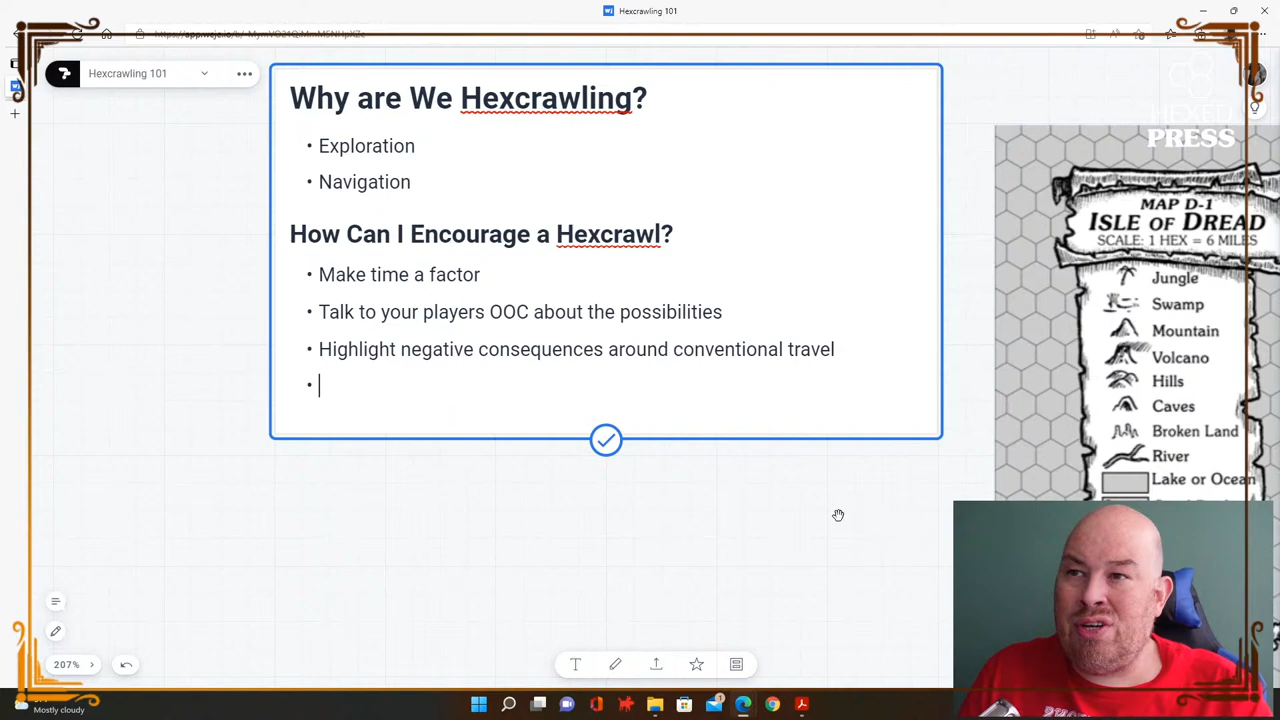 Hexcrawling 101
Hexcrawling 101
HEXED
PRESS
Why are We Hexcrawling?
• Exploration
• Navigation
How Can I Encourage a Hexcrawl?
• Make time a factor
• Talk to your players OOC about the possibilities
• Highlight negative consequences around conventional travel
•
MAP D-1
ISLE OF DREAD
SCALE: 1 HEX = 6 MILES
Jungle
Swamp
Mountain
Volcano
Hills
Caves
Broken Land
River
Lake or Ocean
207%
Mostly cloudy